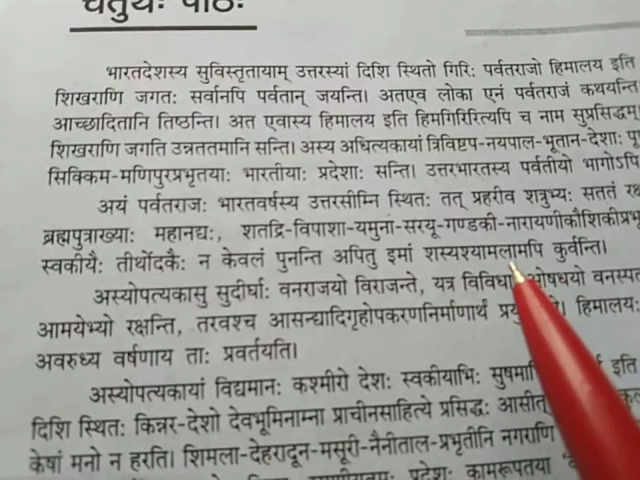 चतुर्थः पाठः
भारतदेशस्य सुविस्तृतायाम् उत्तरस्यां दिशि स्थितो गिरिः पर्वतराजो हिमालय इति
शिखराणि जगतः सर्वानपि पर्वतान् जयन्ति। अतएव लोका एनं पर्वतराजं कथयन्ति
आच्छादितानि तिष्ठन्ति। अत एवास्य हिमालय इति हिमगिरिरित्यपि च नाम सुप्रसिद्धम्
शिखराणि जगति उन्नततमानि सन्ति। अस्य अधित्यकायां त्रिविष्टप-नयपाल-भूतान-देशाः
सिक्किम-मणिपुरप्रभृतयाः भारतीयाः प्रदेशाः सन्ति। उत्तरभारतस्य पर्वतीयो भागोऽपि
अयं पर्वतराजः भारतवर्षस्य उत्तरसीम्नि स्थितः तत् प्रहरीव शत्रुभ्यः सततं
ब्रह्मपुत्राख्याः महानद्यः, शतद्रि-विपाशा-यमुना-सरयू-गण्डकी-नारायणीकौशिकीप्रभृ
स्वकीयैः तीर्थोदकैः न केवलं पुनन्ति अपितु इमां शस्यश्यामलामपि कुर्वन्ति।
अस्योपत्यकासु सुदीर्घाः वनराजयो विराजन्ते, यत्र विविधा ओषधयो
आमयेभ्यो रक्षन्ति, तरवश्च आसन्द्यादिगृहोपकरणनिर्माणार्थं हिमालयः
अवरुध्य वर्षणाय ताः प्रवर्तयति।
अस्योपत्यकायां विद्यमानः कश्मीरो देशः स्वकीयाभिः इति
दिशि स्थितः किन्नर-देशो देवभूमिनाम्ना प्राचीनसाहित्ये प्रसिद्धः आसीत्
केषां मनो न हरति। शिमला-देहरादून-मसूरी-नैनीताल-प्रभृतीनि नगराणि
प्रदेशः कामरूपतया